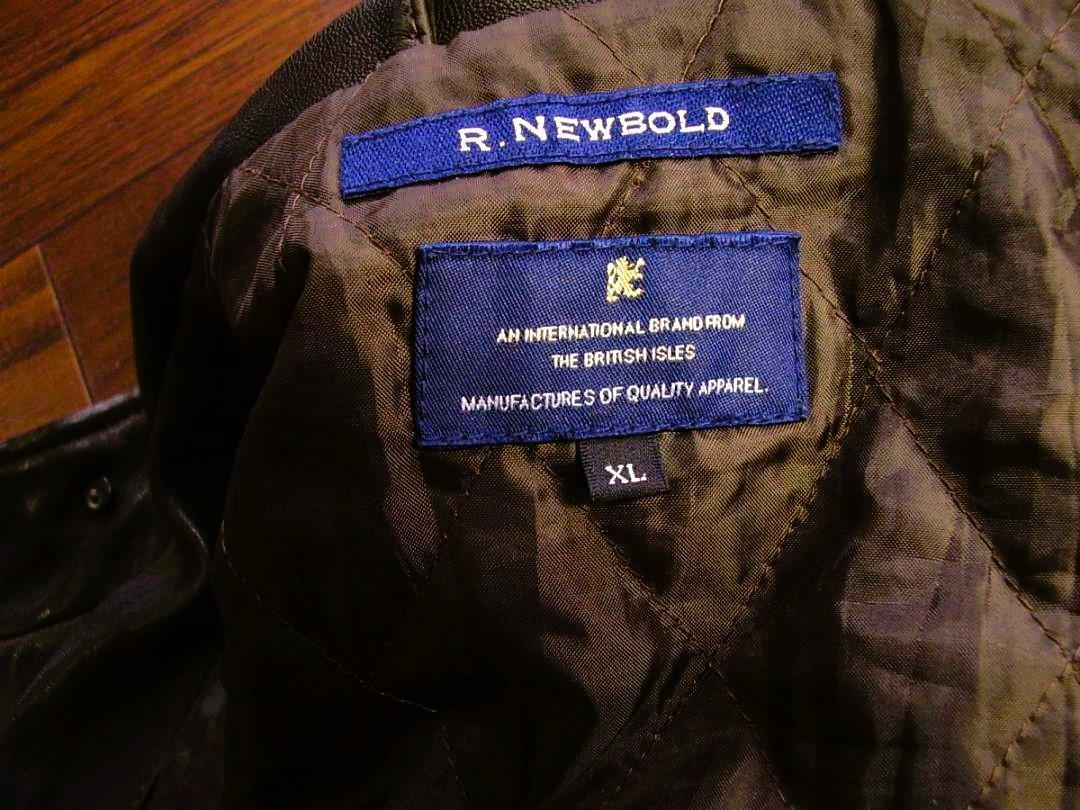 R. NEWBOLD
AN INTERNATIONAL BRAND FROM
THE BRITISH ISLES
MANUFACTURES OF QUALITY APPAREL.
XL